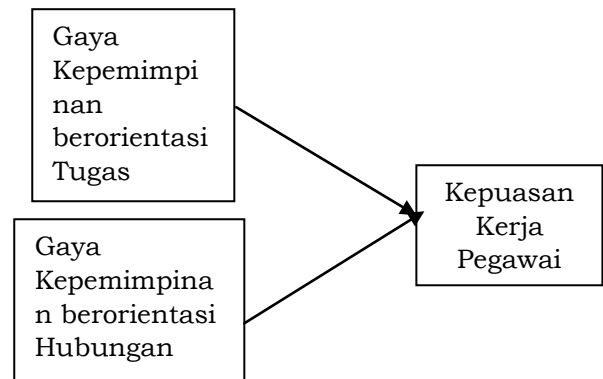 Gaya
Kepemimpi
nan
berorientasi
Tugas
Gaya
Kepemimpina
n berorientasi
Hubungan
Kepuasan
Kerja
Pegawai